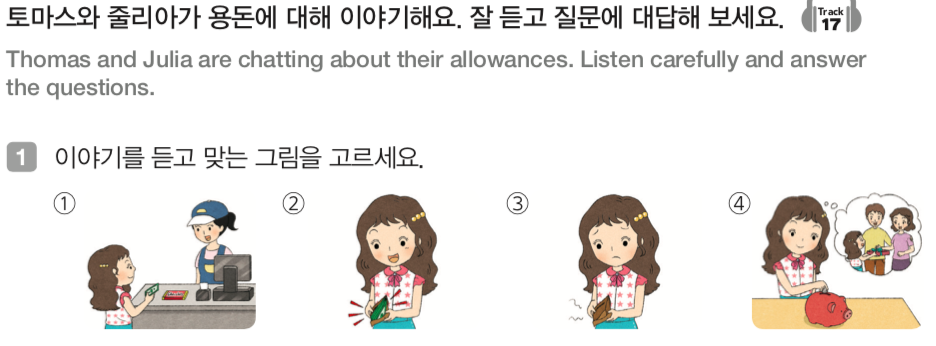 토마스와 줄리아가 용돈에 대해 이야기해요. 잘 듣고 질문에 대답해 보세요. Track 17
Thomas and Julia are chatting about their allowances. Listen carefully and answer
the questions.
1 이야기를 듣고 맞는 그림을 고르세요.
① ② ③ ④